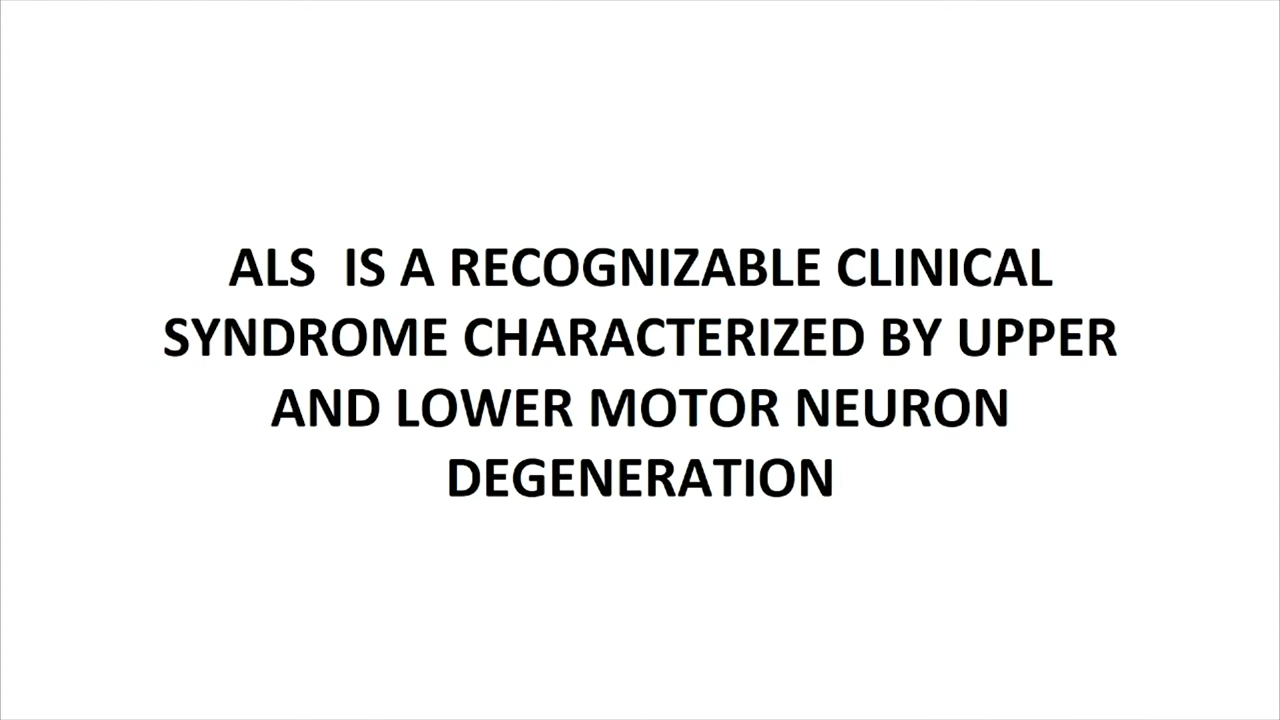 ALS  IS A RECOGNIZABLE CLINICAL
SYNDROME CHARACTERIZED BY UPPER
AND LOWER MOTOR NEURON
DEGENERATION